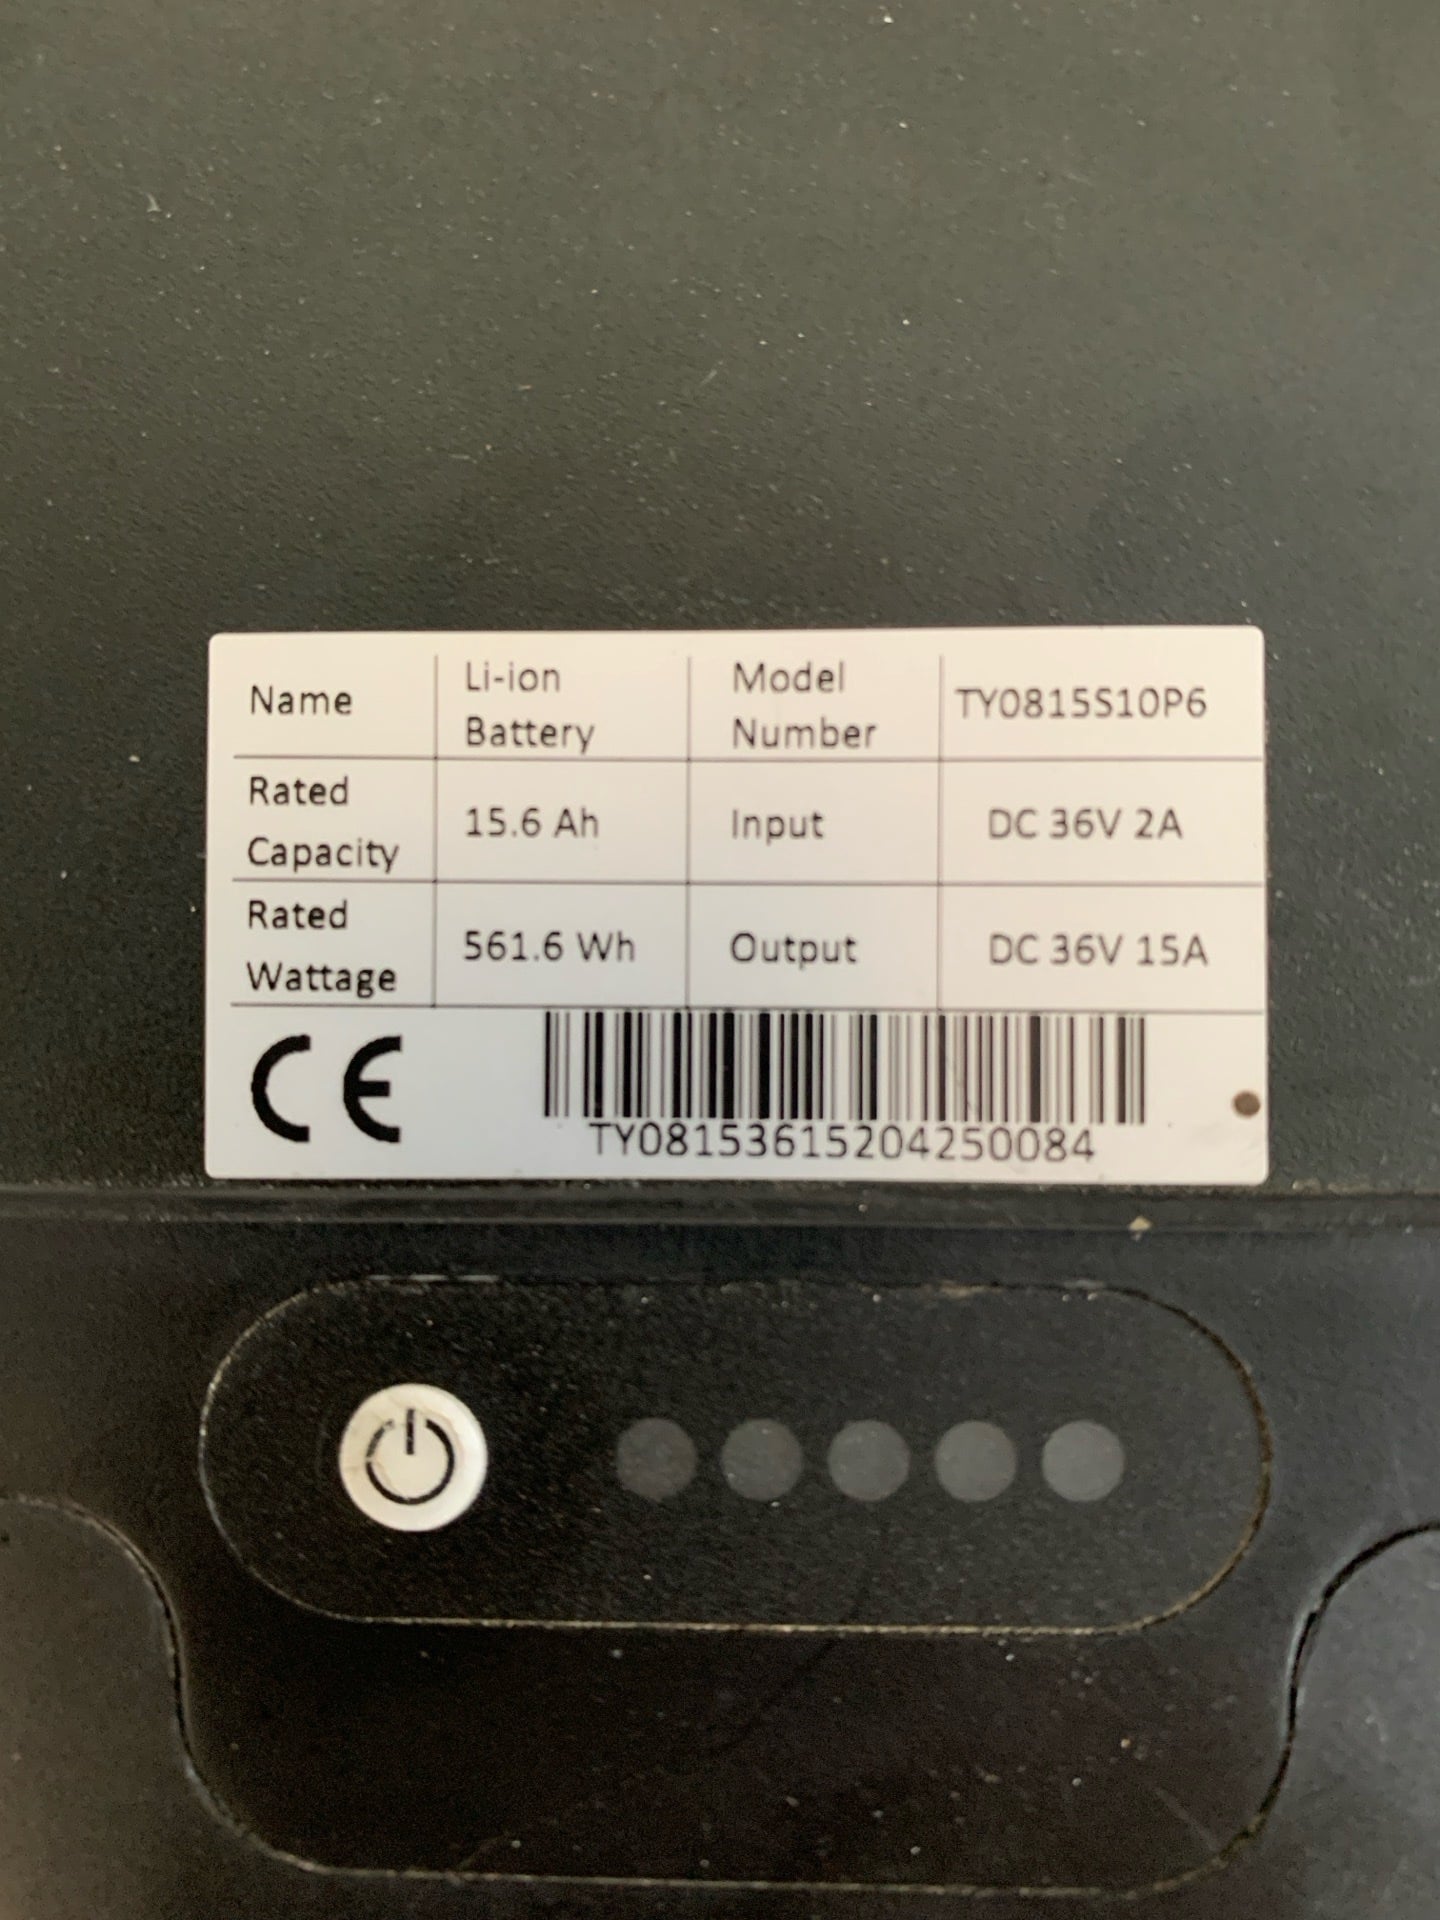 Name Li-ion Battery Model Number TY0815S10P6
Rated Capacity 15.6 Ah Input DC 36V 2A
Rated Wattage 561.6 Wh Output DC 36V 15A
CE
TY08153615204250084